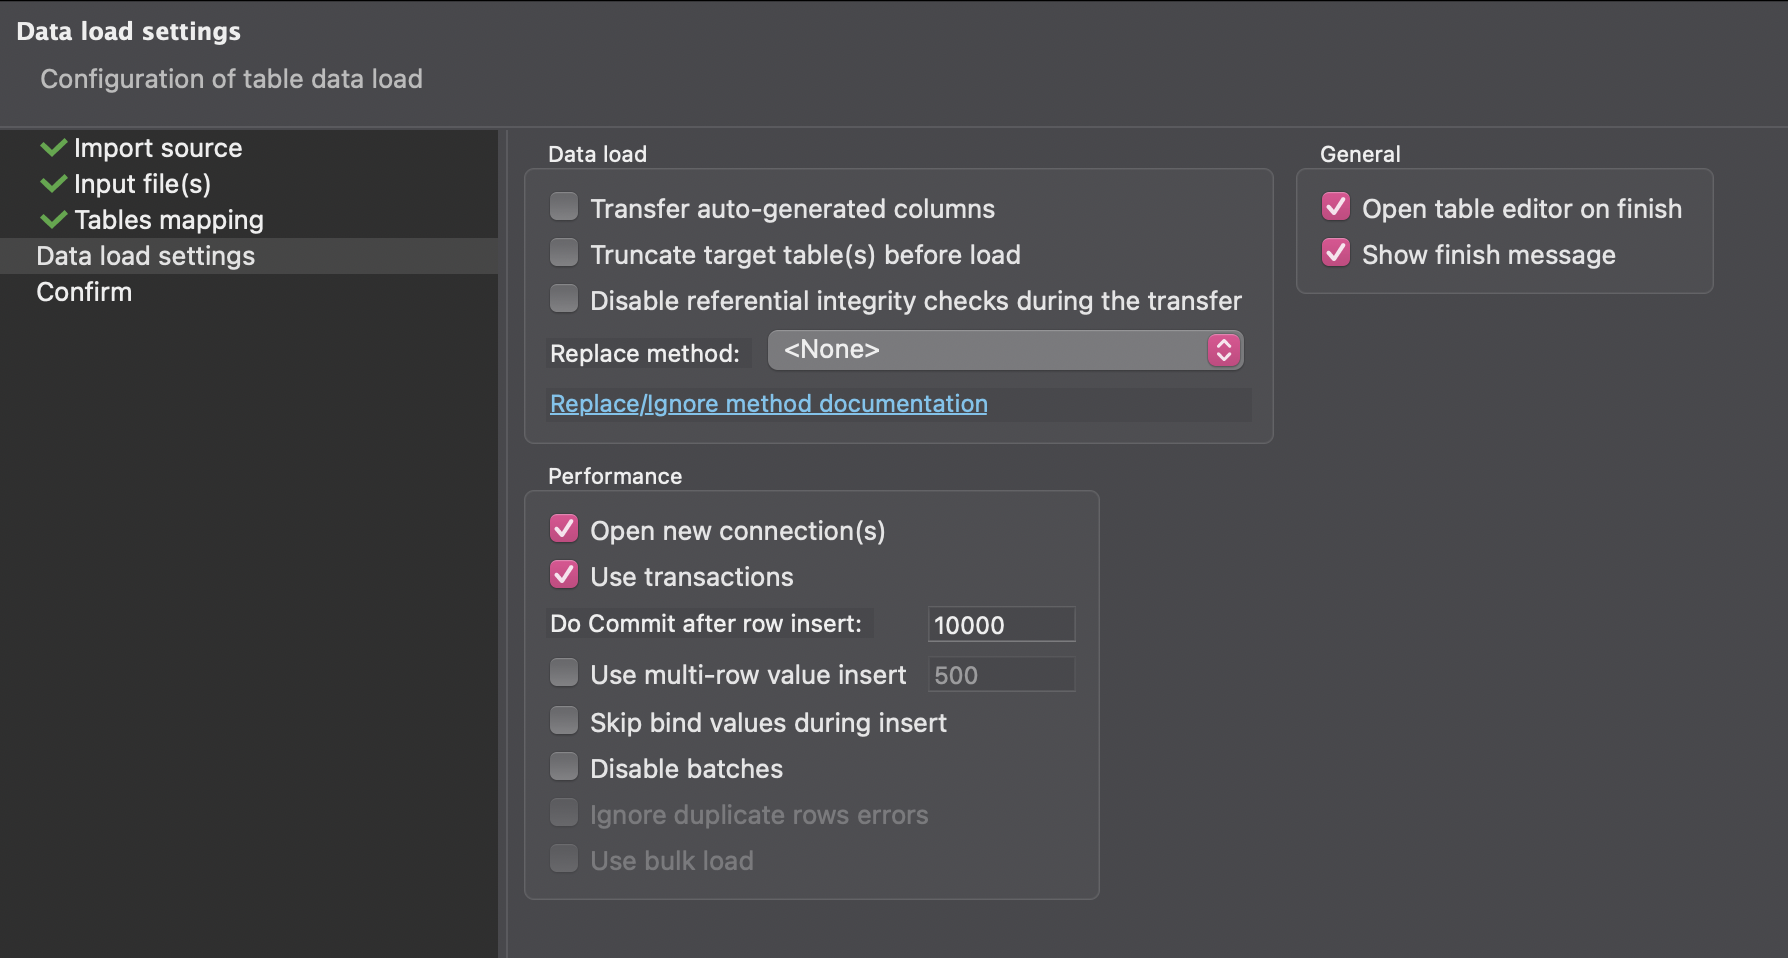 Data load settings
Configuration of table data load
Import source
Input file(s)
Tables mapping
Data load settings
Confirm
Data load
Transfer auto-generated columns
Truncate target table(s) before load
Disable referential integrity checks during the transfer
Replace method: <None>
Replace/Ignore method documentation
General
Open table editor on finish
Show finish message
Performance
Open new connection(s)
Use transactions
Do Commit after row insert: 10000
Use multi-row value insert 500
Skip bind values during insert
Disable batches
Ignore duplicate rows errors
Use bulk load